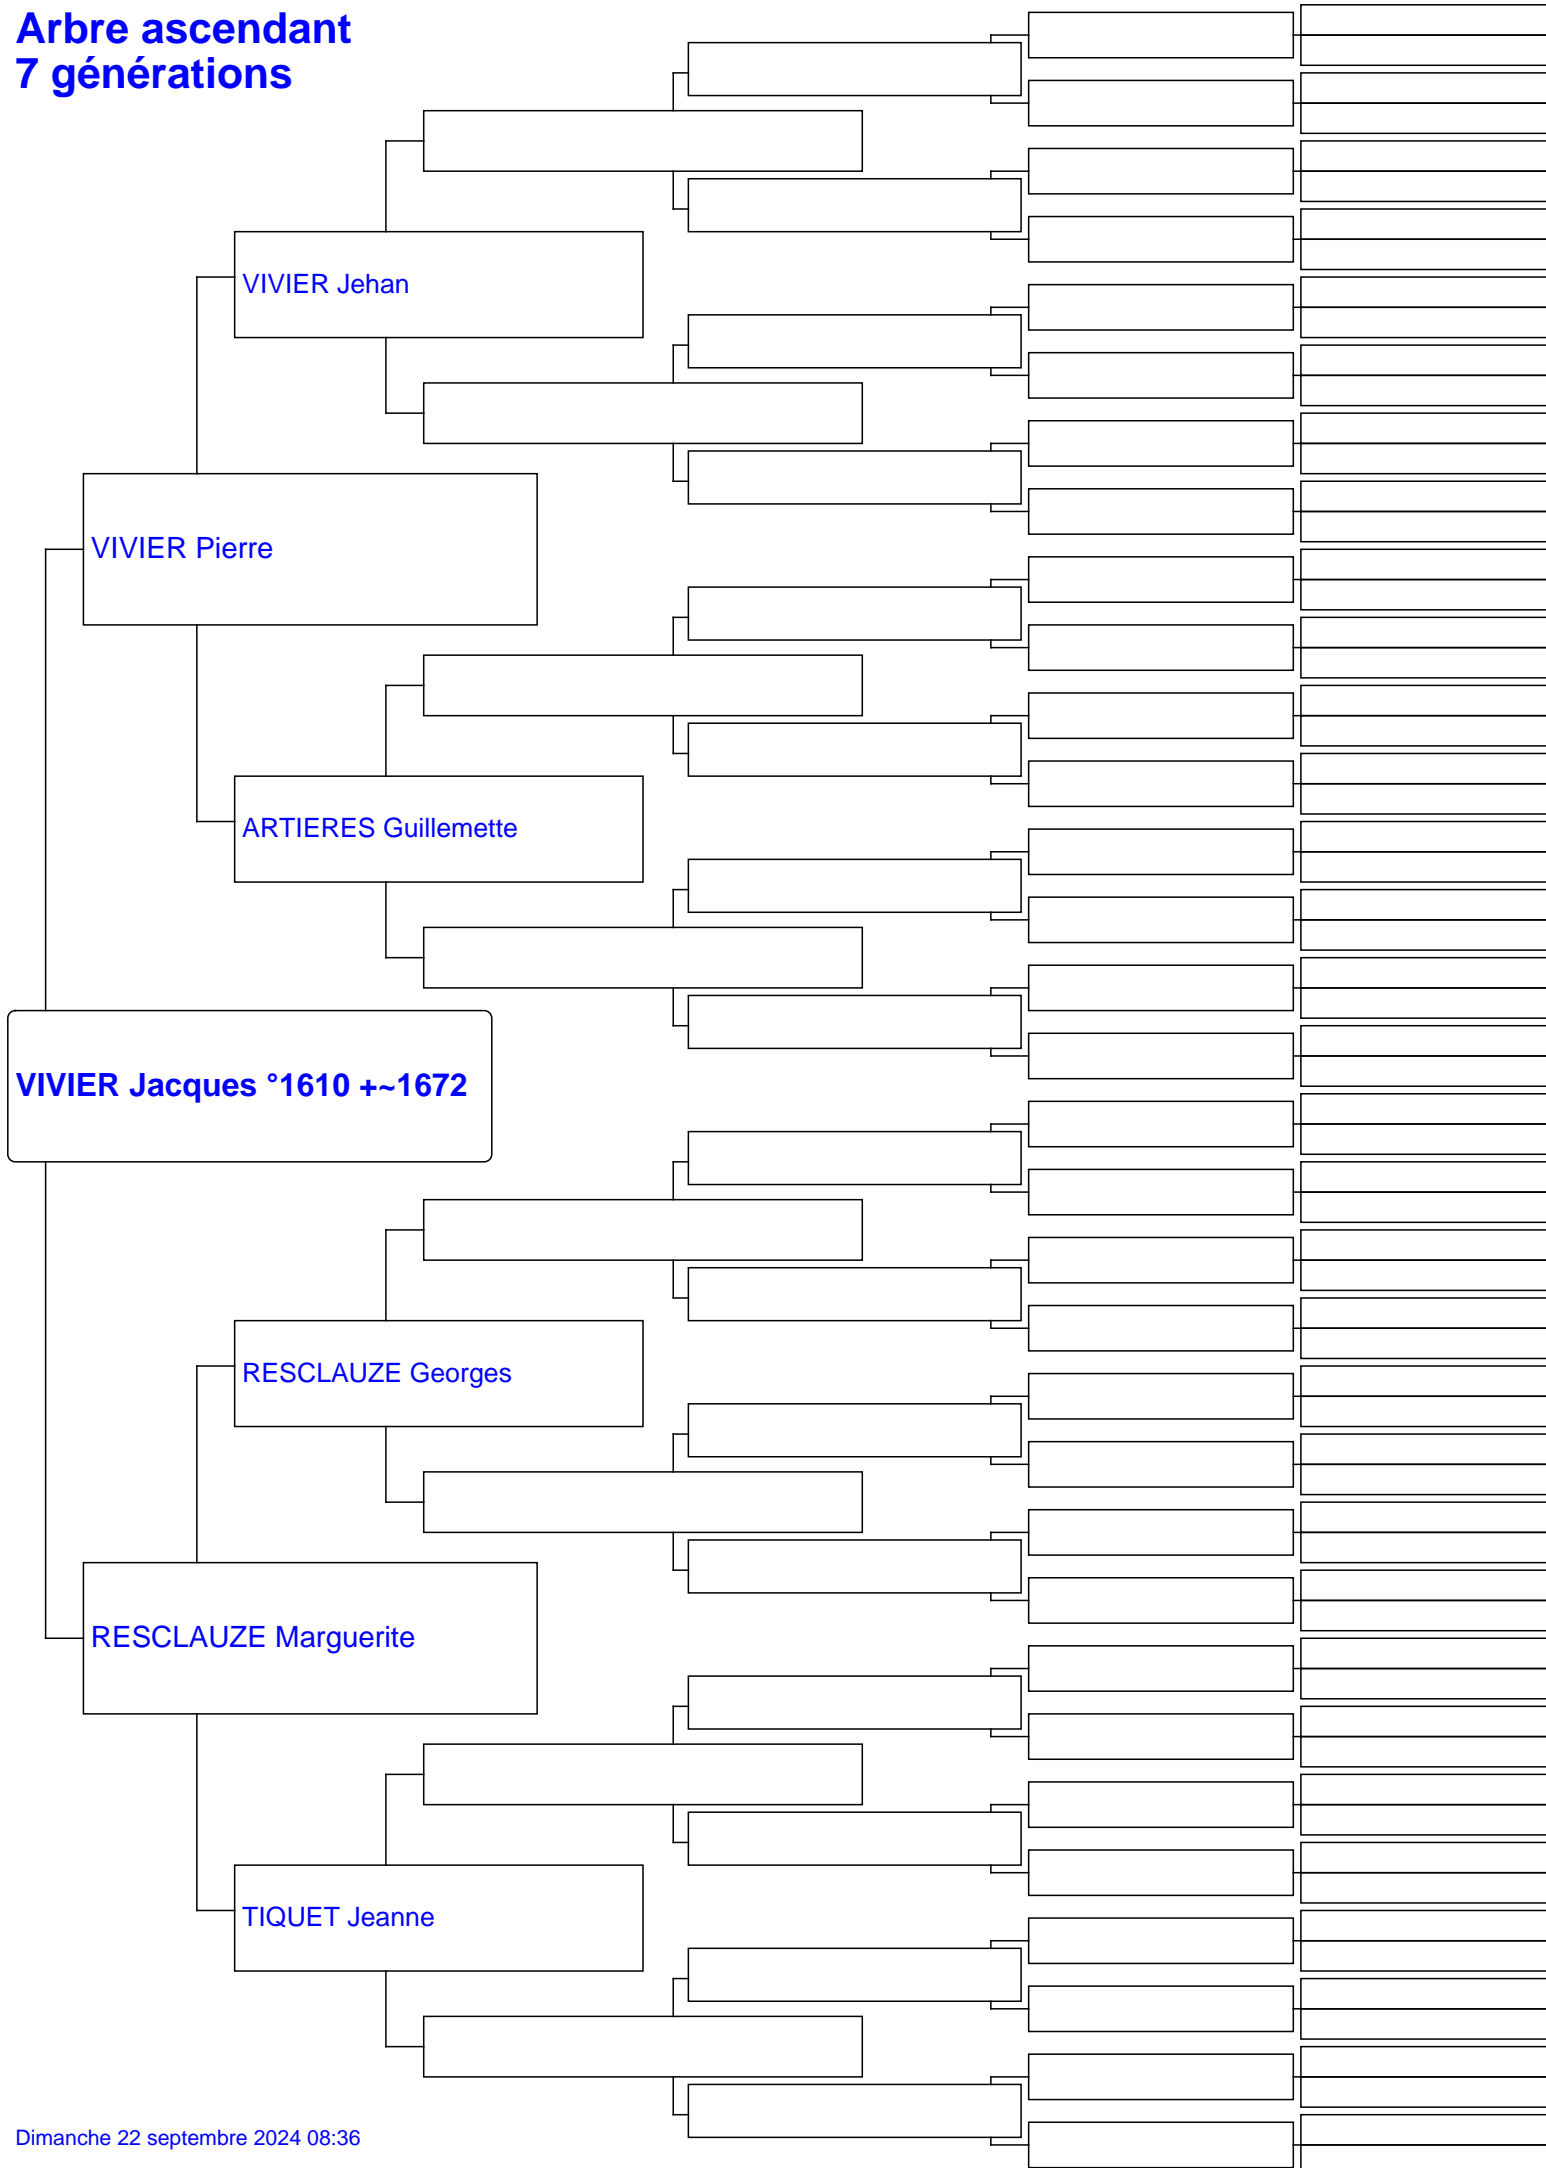 Arbre ascendant
7 générations
VIVIER Jehan
VIVIER Pierre
ARTIERES Guillemette
VIVIER Jacques °1610 +~1672
RESCLAUZE Georges
RESCLAUZE Marguerite
TIQUET Jeanne
Dimanche 22 septembre 2024 08:36